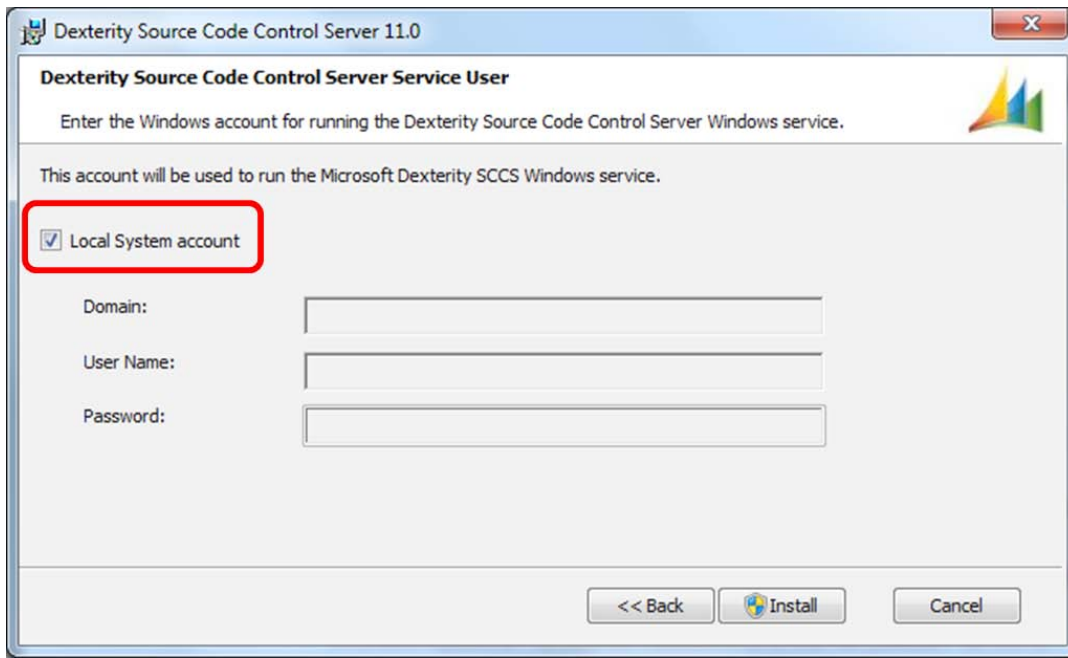 Dexterity Source Code Control Server 11.0
Dexterity Source Code Control Server Service User
Enter the Windows account for running the Dexterity Source Code Control Server Windows service.
This account will be used to run the Microsoft Dexterity SCCS Windows service.
Local System account
Domain:
User Name:
Password:
<< Back Install Cancel